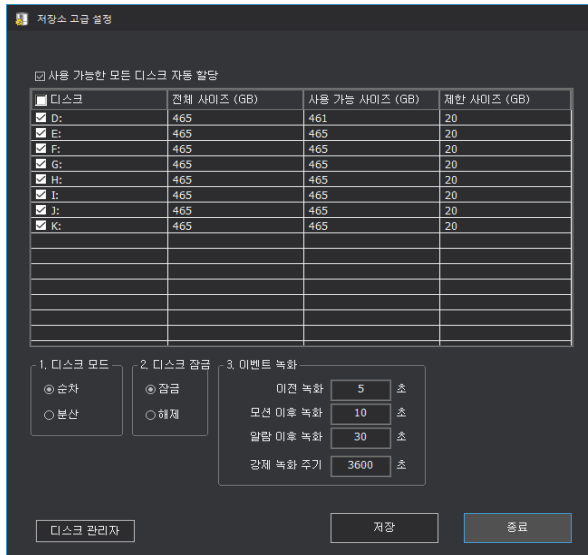 저장소 고급 설정
사용 가능한 모든 디스크 자동 할당
디스크 전체 사이즈 (GB) 사용 가능 사이즈 (GB) 제한 사이즈 (GB)
D: 465 461 20
E: 465 465 20
F: 465 465 20
G: 465 465 20
H: 465 465 20
I: 465 465 20
J: 465 465 20
K: 465 465 20
1. 디스크 모드
순차
분산
2. 디스크 잠금
잠금
해제
3. 이벤트 녹화
이전 녹화 5 초
모션 이후 녹화 10 초
알람 이후 녹화 30 초
강제 녹화 주기 3600 초
디스크 관리자 저장 종료